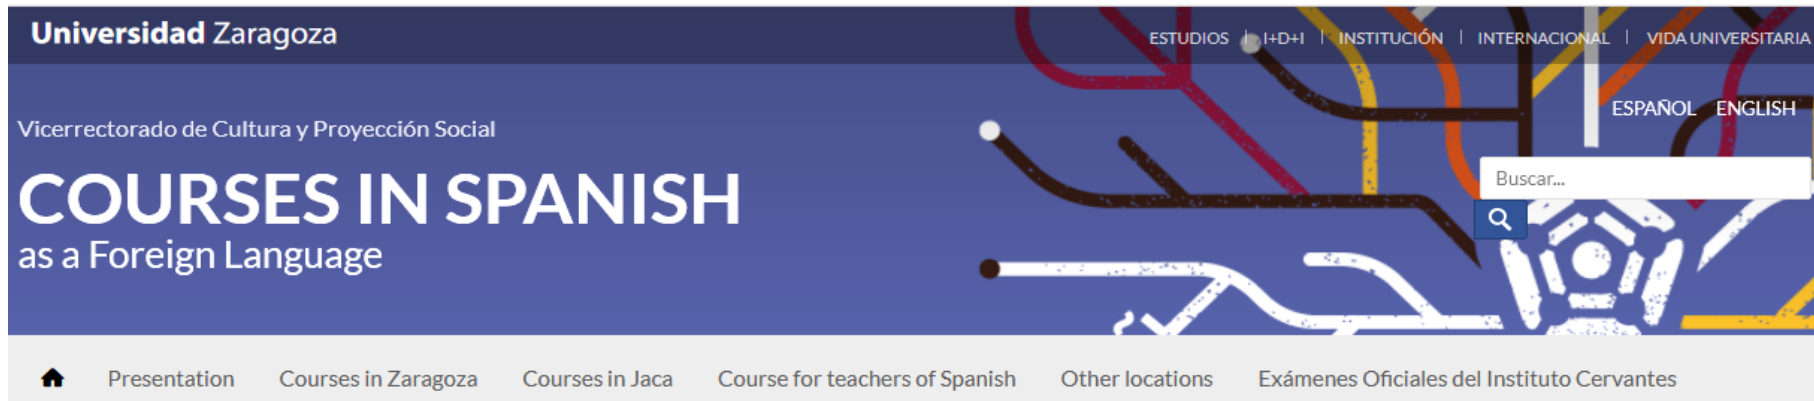 Universidad Zaragoza
ESTUDIOS | I+D+I | INSTITUCIÓN | INTERNACIONAL | VIDA UNIVERSITARIA
ESPAÑOL ENGLISH
Vicerrectorado de Cultura y Proyección Social
COURSES IN SPANISH
as a Foreign Language
Buscar...
Presentation Courses in Zaragoza Courses in Jaca Course for teachers of Spanish Other locations Exámenes Oficiales del Instituto Cervantes